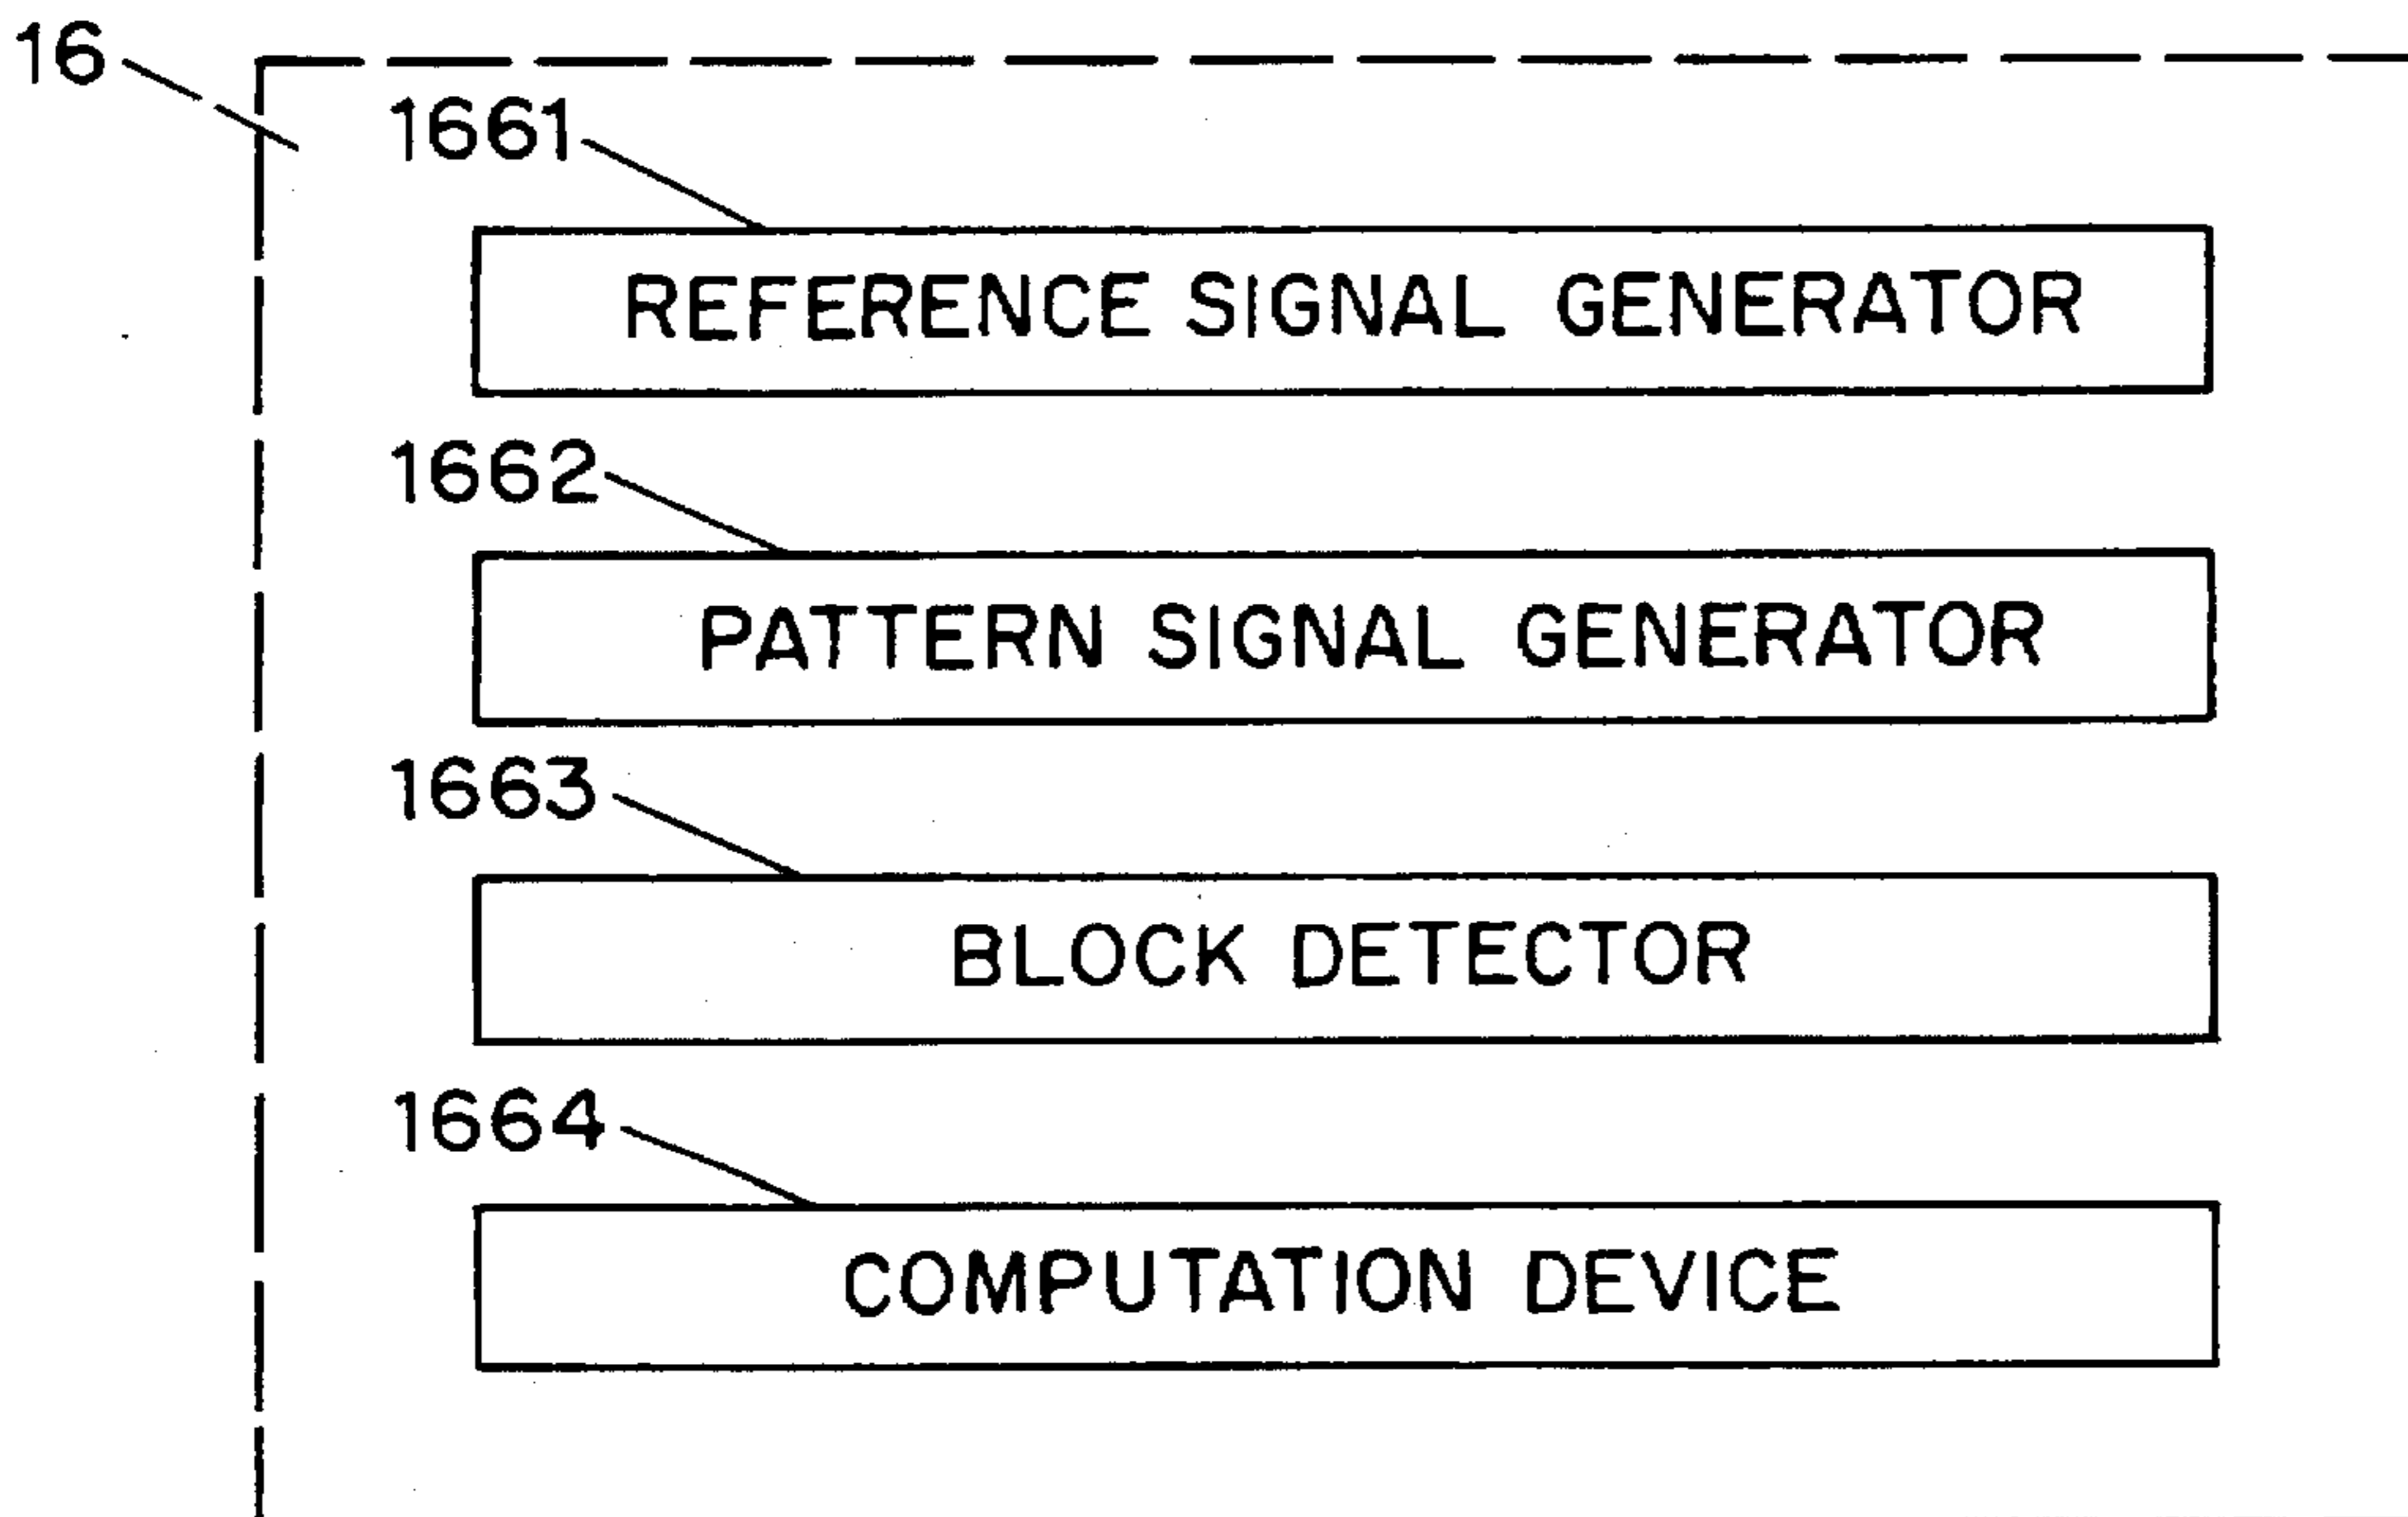 16
1661
REFERENCE SIGNAL GENERATOR
1662
PATTERN SIGNAL GENERATOR
1663
BLOCK DETECTOR
1664
COMPUTATION DEVICE